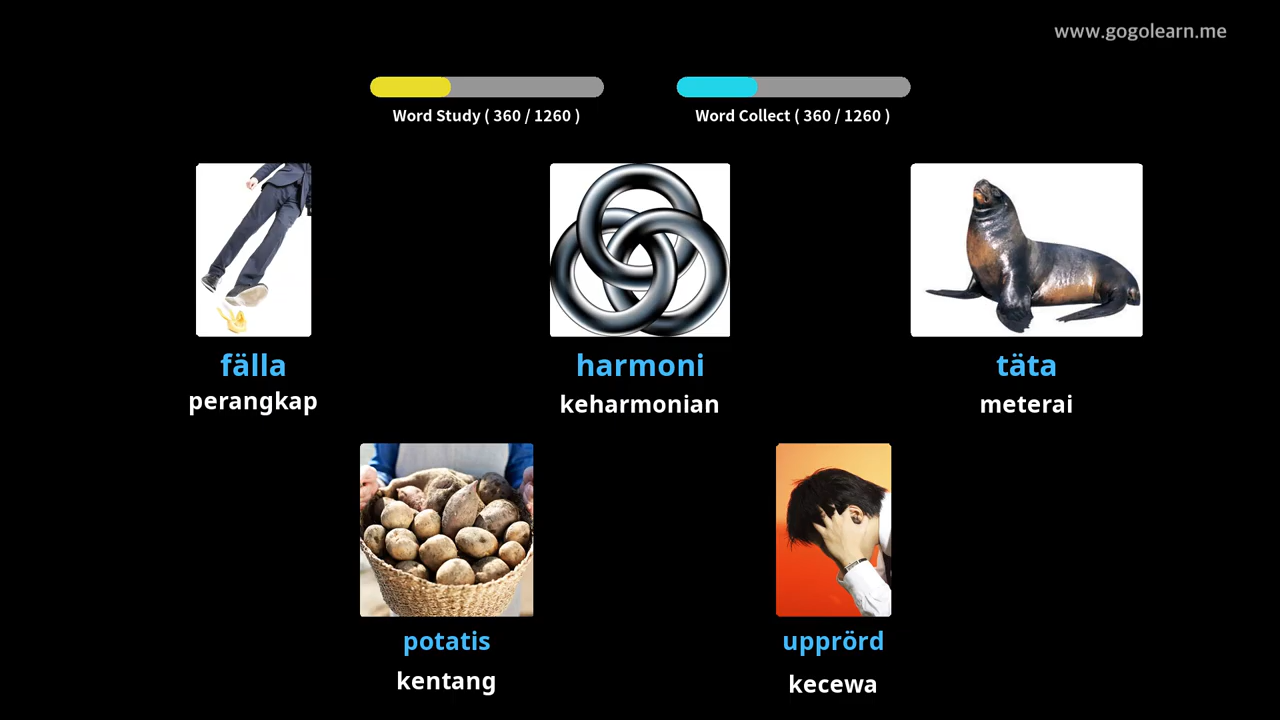 www.gogolearn.me
Word Study ( 360 / 1260 )
Word Collect ( 360 / 1260 )
fälla
perangkap
harmoni
keharmonian
täta
meterai
potatis
kentang
upprörd
kecewa